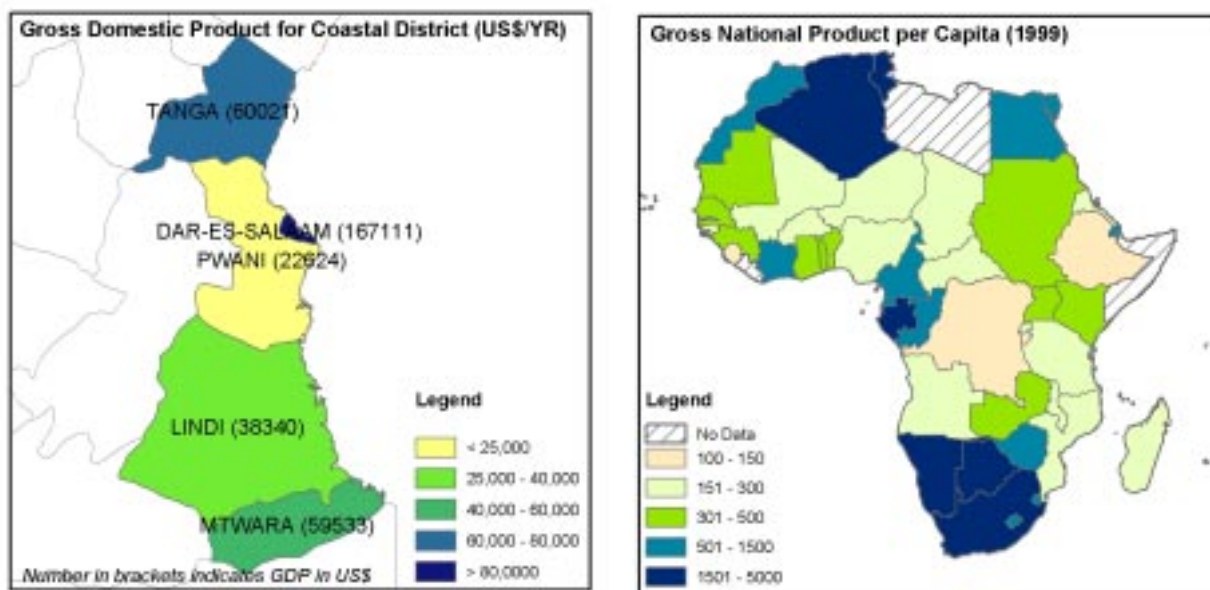 Gross Domestic Product for Coastal District (US$/YR)
TANGA (60021)
DAR-ES-SALAAM (167111)
PWANI (22624)
LINDI (38340)
MTWARA (59533)
Legend
< 25,000
25,000 - 40,000
40,000 - 60,000
60,000 - 80,000
> 80,0000
Number in brackets indicates GDP in US$
Gross National Product per Capita (1999)
Legend
No Data
100 - 150
151 - 300
301 - 500
501 - 1500
1501 - 5000